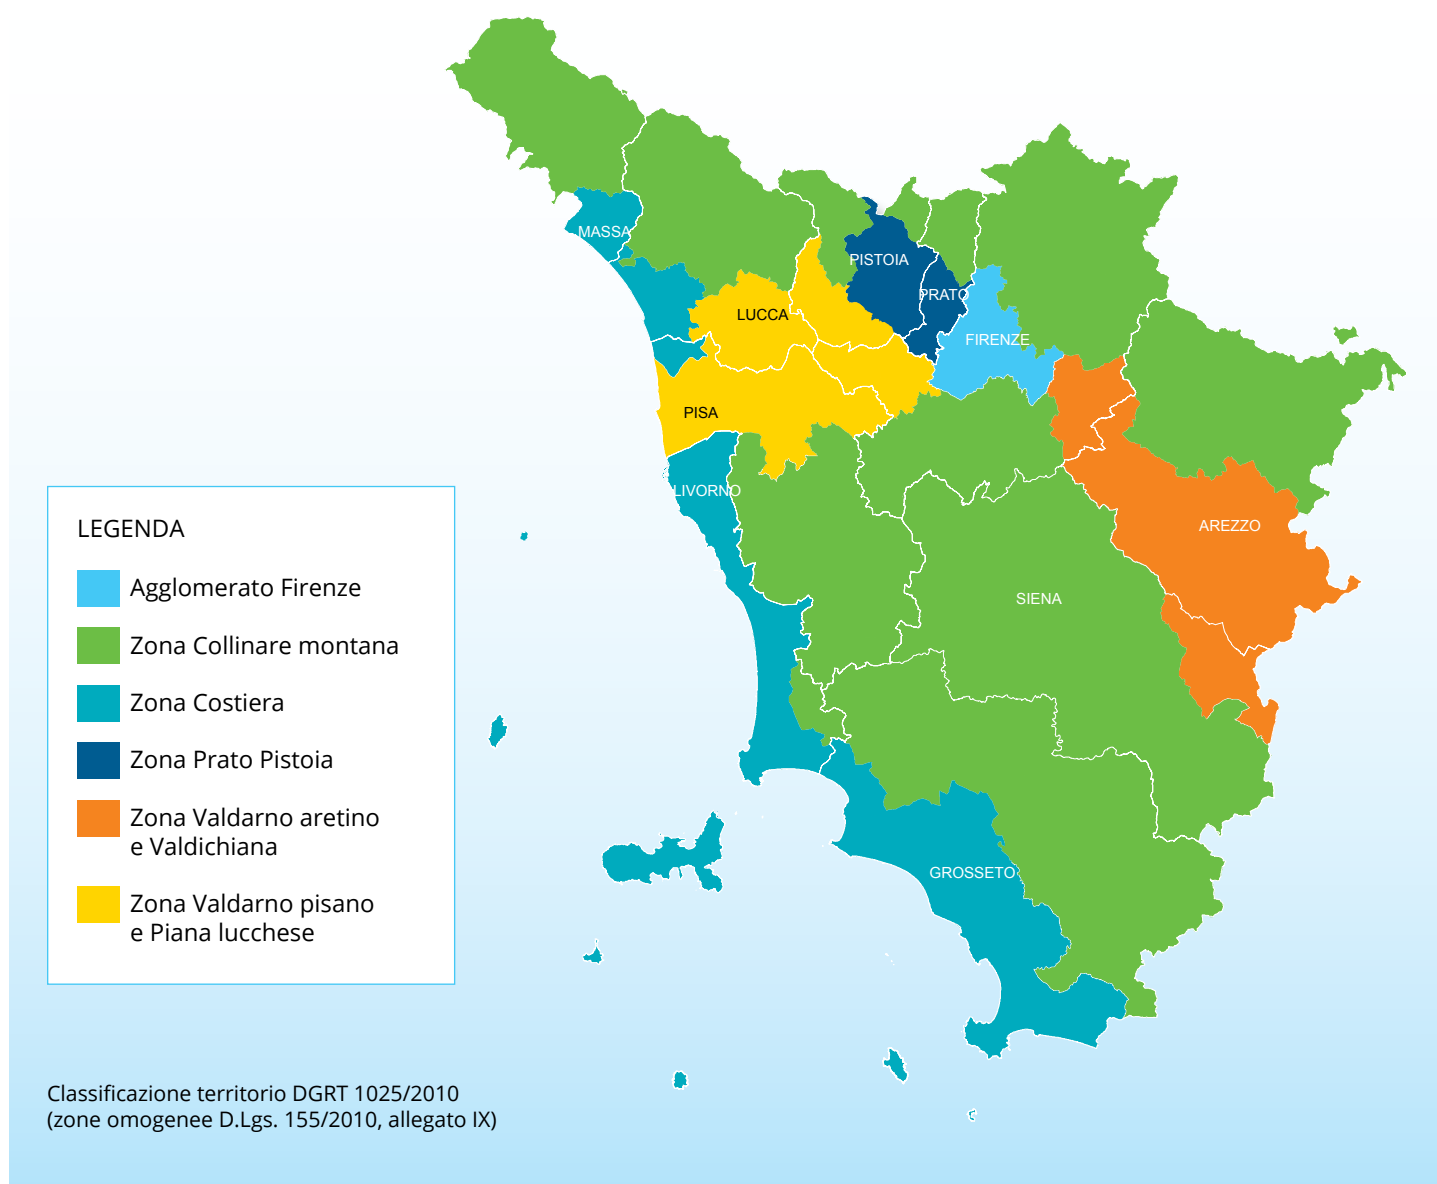 MASSA
PISTOIA
PRATO
LUCCA
FIRENZE
PISA
LIVORNO
AREZZO
SIENA
GROSSETO
LEGENDA
Agglomerato Firenze
Zona Collinare montana
Zona Costiera
Zona Prato Pistoia
Zona Valdarno aretino
e Valdichiana
Zona Valdarno pisano
e Piana lucchese
Classificazione territorio DGRT 1025/2010
(zone omogenee D.Lgs. 155/2010, allegato IX)